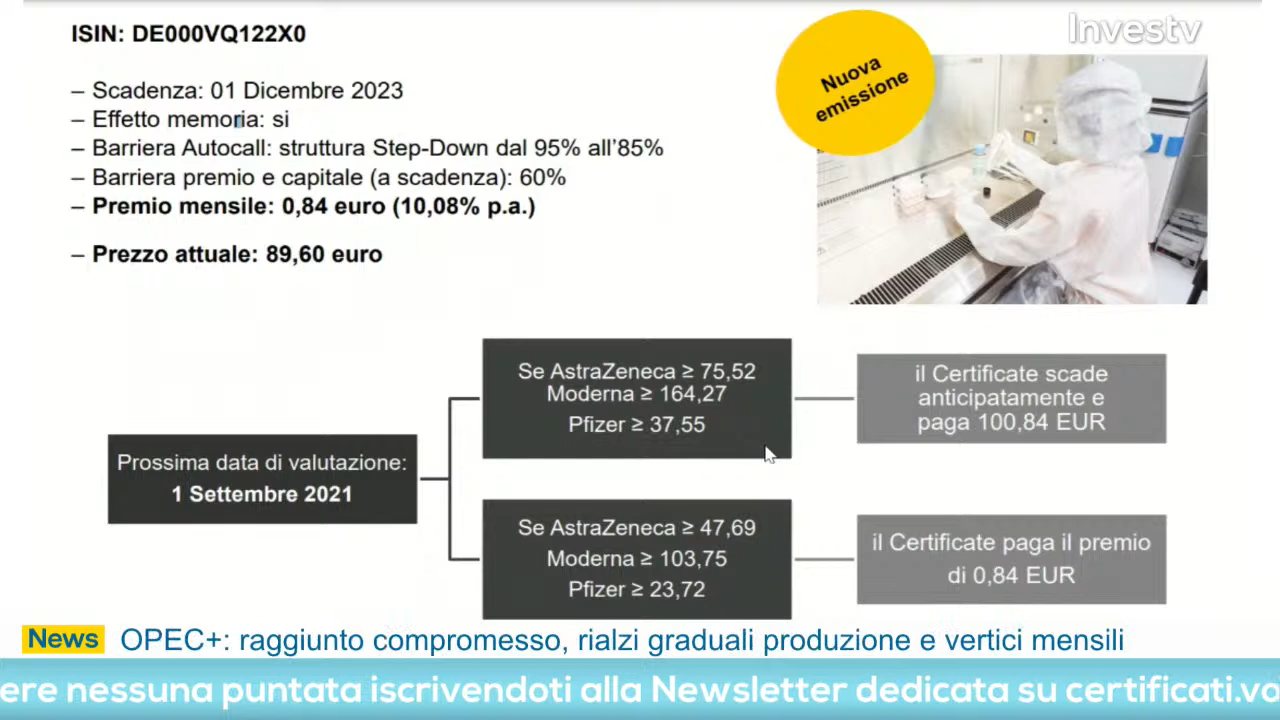 ISIN: DE000VQ122X0
Investv
Nuova
emissione
– Scadenza: 01 Dicembre 2023
– Effetto memoria: si
– Barriera Autocall: struttura Step-Down dal 95% all'85%
– Barriera premio e capitale (a scadenza): 60%
– Premio mensile: 0,84 euro (10,08% p.a.)
– Prezzo attuale: 89,60 euro
Prossima data di valutazione:
1 Settembre 2021
Se AstraZeneca ≥ 75,52
Moderna ≥ 164,27
Pfizer ≥ 37,55
il Certificate scade
anticipatamente e
paga 100,84 EUR
Se AstraZeneca ≥ 47,69
Moderna ≥ 103,75
Pfizer ≥ 23,72
il Certificate paga il premio
di 0,84 EUR
News OPEC+: raggiunto compromesso, rialzi graduali produzione e vertici mensili
ere nessuna puntata iscrivendoti alla Newsletter dedicata su certificati.vo